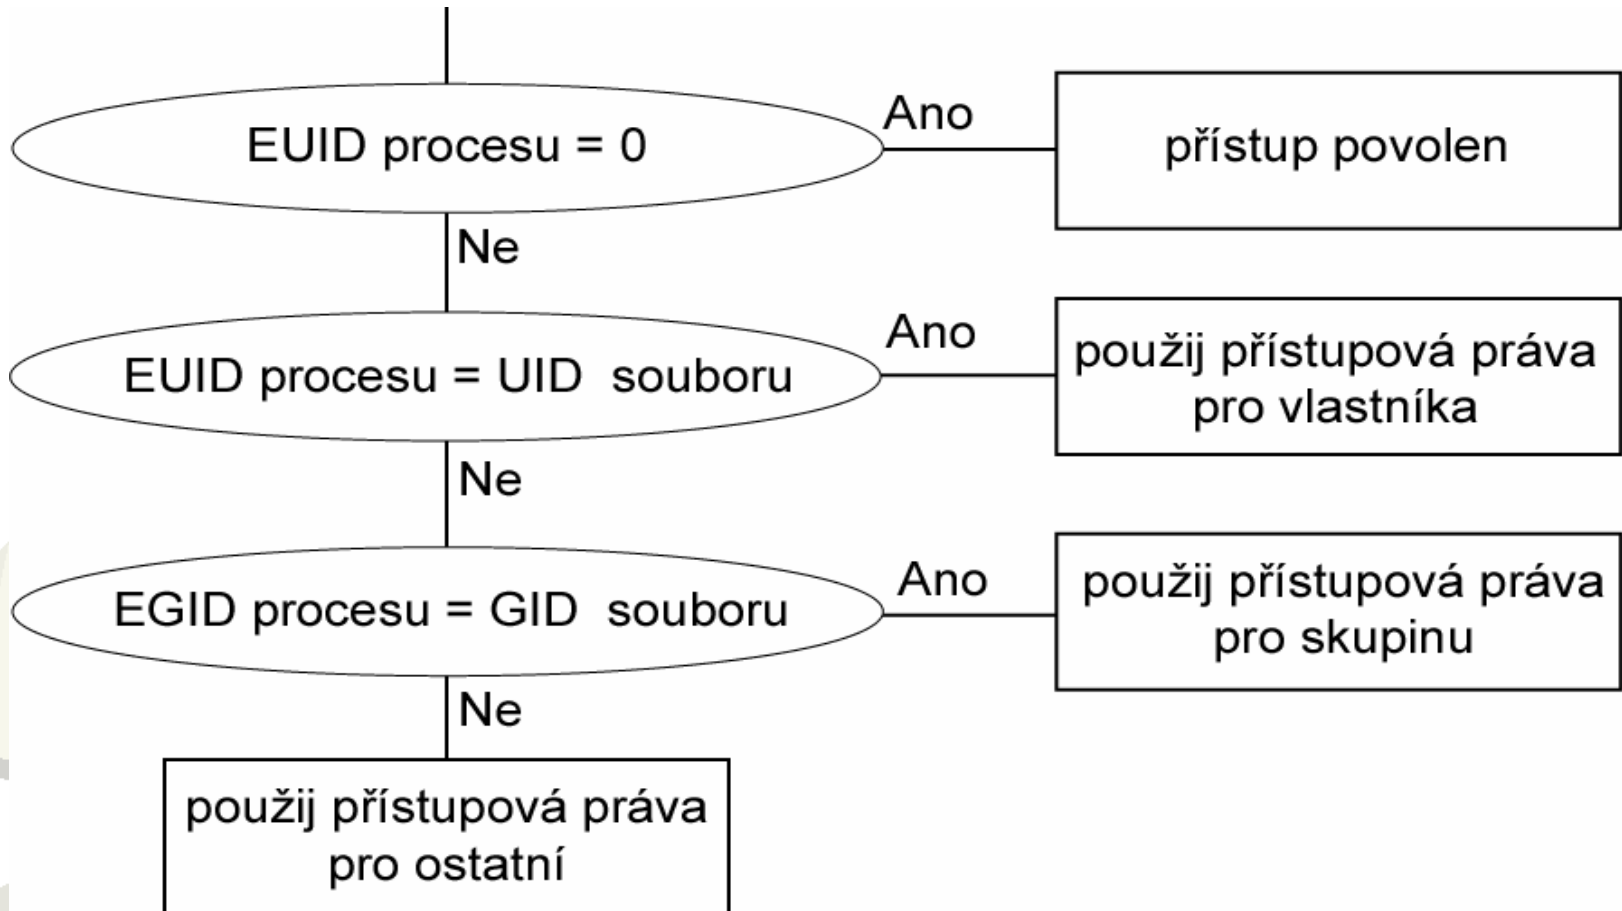 EUID procesu = 0
Ano
přístup povolen
Ne
EUID procesu = UID souboru
Ano
použij přístupová práva
pro vlastníka
Ne
EGID procesu = GID souboru
Ano
použij přístupová práva
pro skupinu
Ne
použij přístupová práva
pro ostatní